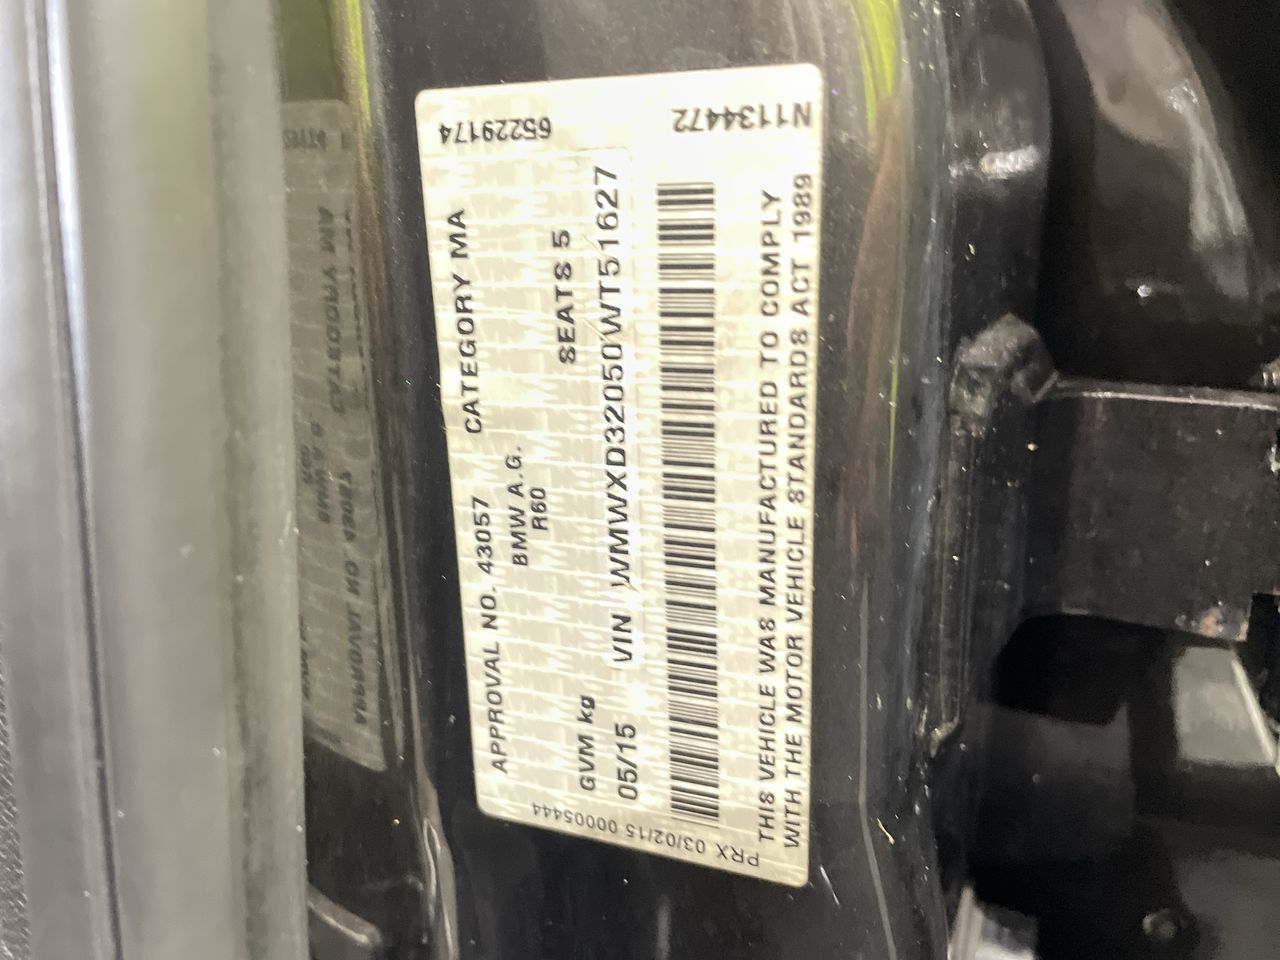 65229174
N1134472
APPROVAL NO. 43057 CATEGORY MA
BMW A.G.
R60
GVM kg SEATS 5
05/15 VIN WMWXD32050WT51627
THIS VEHICLE WAS MANUFACTURED TO COMPLY
WITH THE MOTOR VEHICLE STANDARDS ACT 1989
PRX 03/02/15 00005444